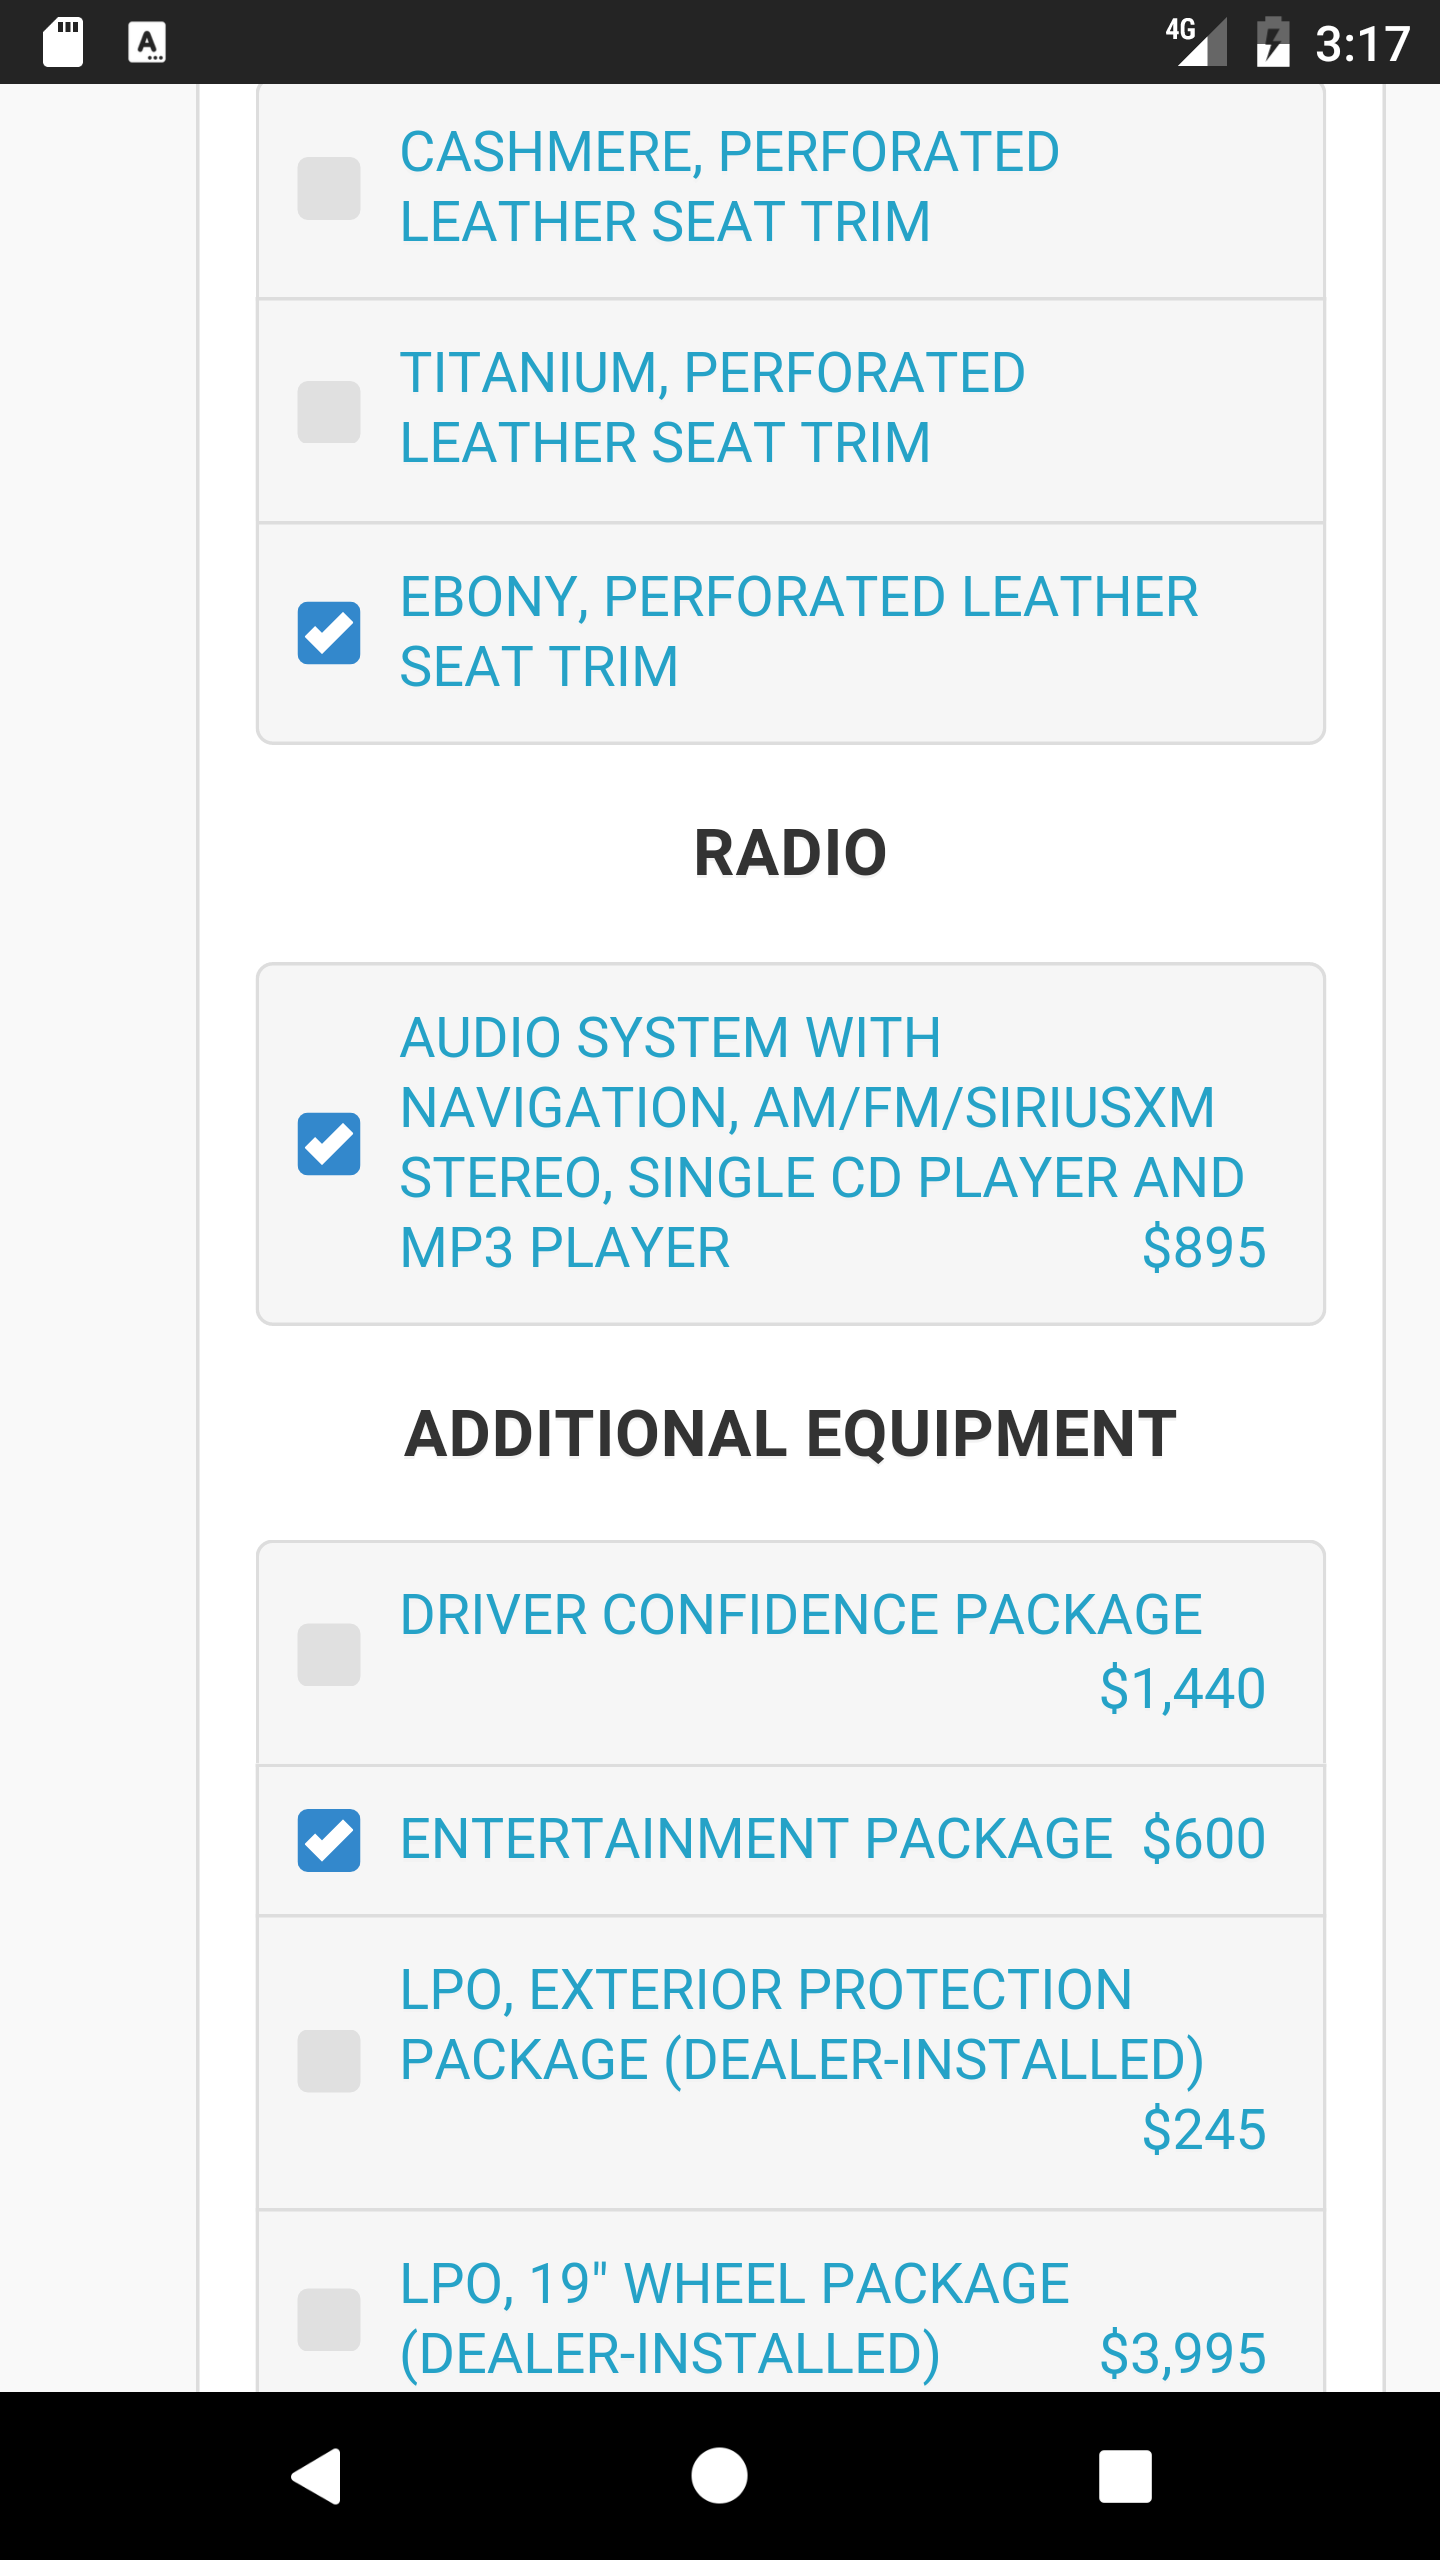 4G 3:17
CASHMERE, PERFORATED
LEATHER SEAT TRIM
TITANIUM, PERFORATED
LEATHER SEAT TRIM
EBONY, PERFORATED LEATHER
SEAT TRIM
RADIO
AUDIO SYSTEM WITH
NAVIGATION, AM/FM/SIRIUSXM
STEREO, SINGLE CD PLAYER AND
MP3 PLAYER $895
ADDITIONAL EQUIPMENT
DRIVER CONFIDENCE PACKAGE
$1,440
ENTERTAINMENT PACKAGE $600
LPO, EXTERIOR PROTECTION
PACKAGE (DEALER-INSTALLED)
$245
LPO, 19" WHEEL PACKAGE
(DEALER-INSTALLED) $3,995